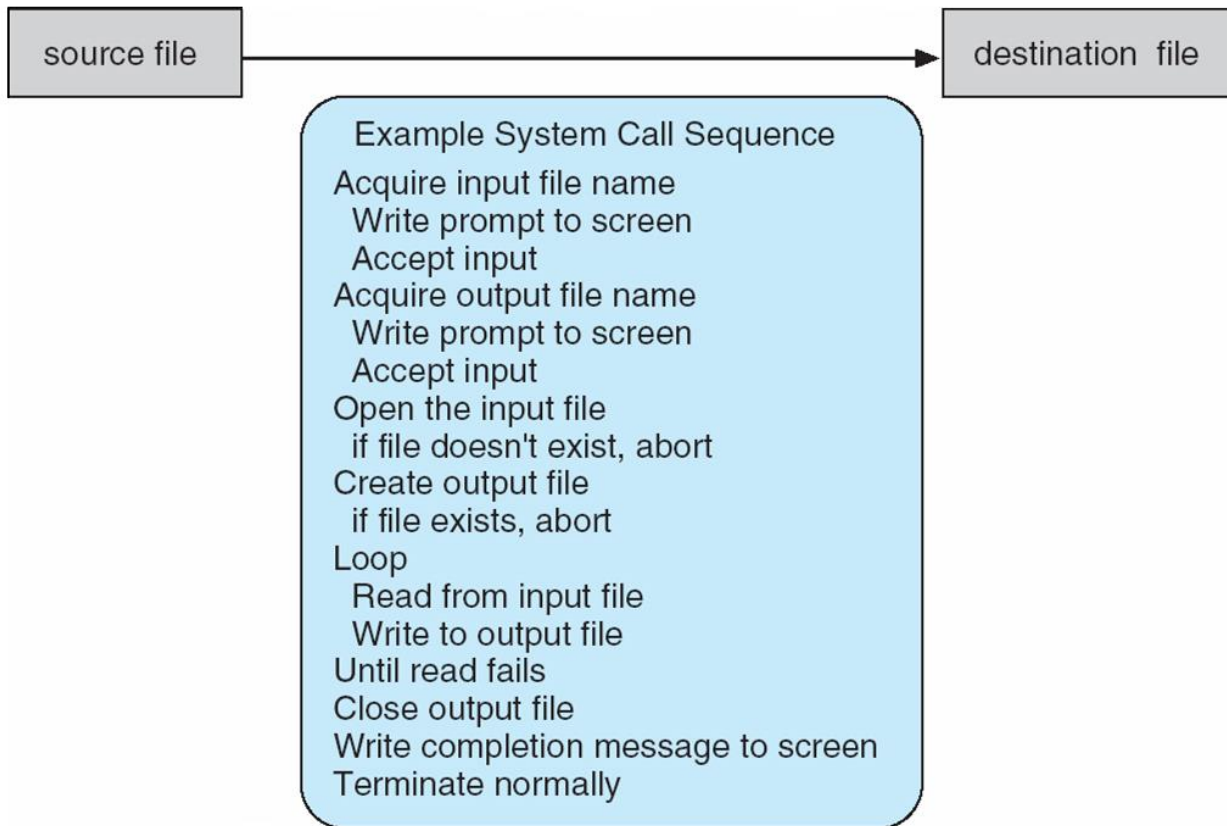 source file
destination file
Example System Call Sequence
Acquire input file name
Write prompt to screen
Accept input
Acquire output file name
Write prompt to screen
Accept input
Open the input file
if file doesn't exist, abort
Create output file
if file exists, abort
Loop
Read from input file
Write to output file
Until read fails
Close output file
Write completion message to screen
Terminate normally